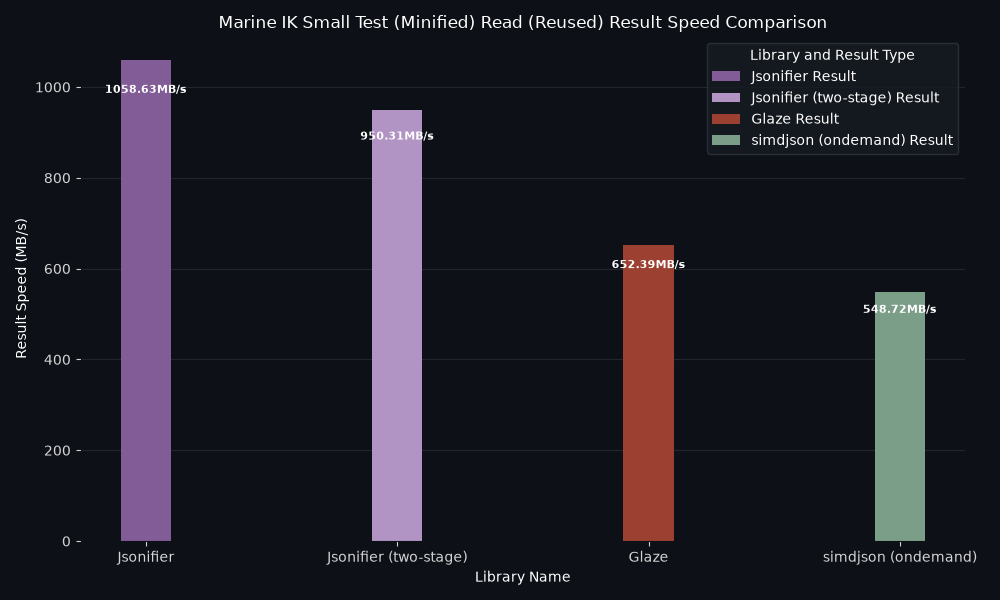 Marine IK Small Test (Minified) Read (Reused) Result Speed Comparison
Library and Result Type
Jsonifier Result
Jsonifier (two-stage) Result
Glaze Result
simdjson (ondemand) Result
Result Speed (MB/s)
1000
800
600
400
200
0
1058.63MB/s
950.31MB/s
652.39MB/s
548.72MB/s
Jsonifier
Jsonifier (two-stage)
Glaze
simdjson (ondemand)
Library Name